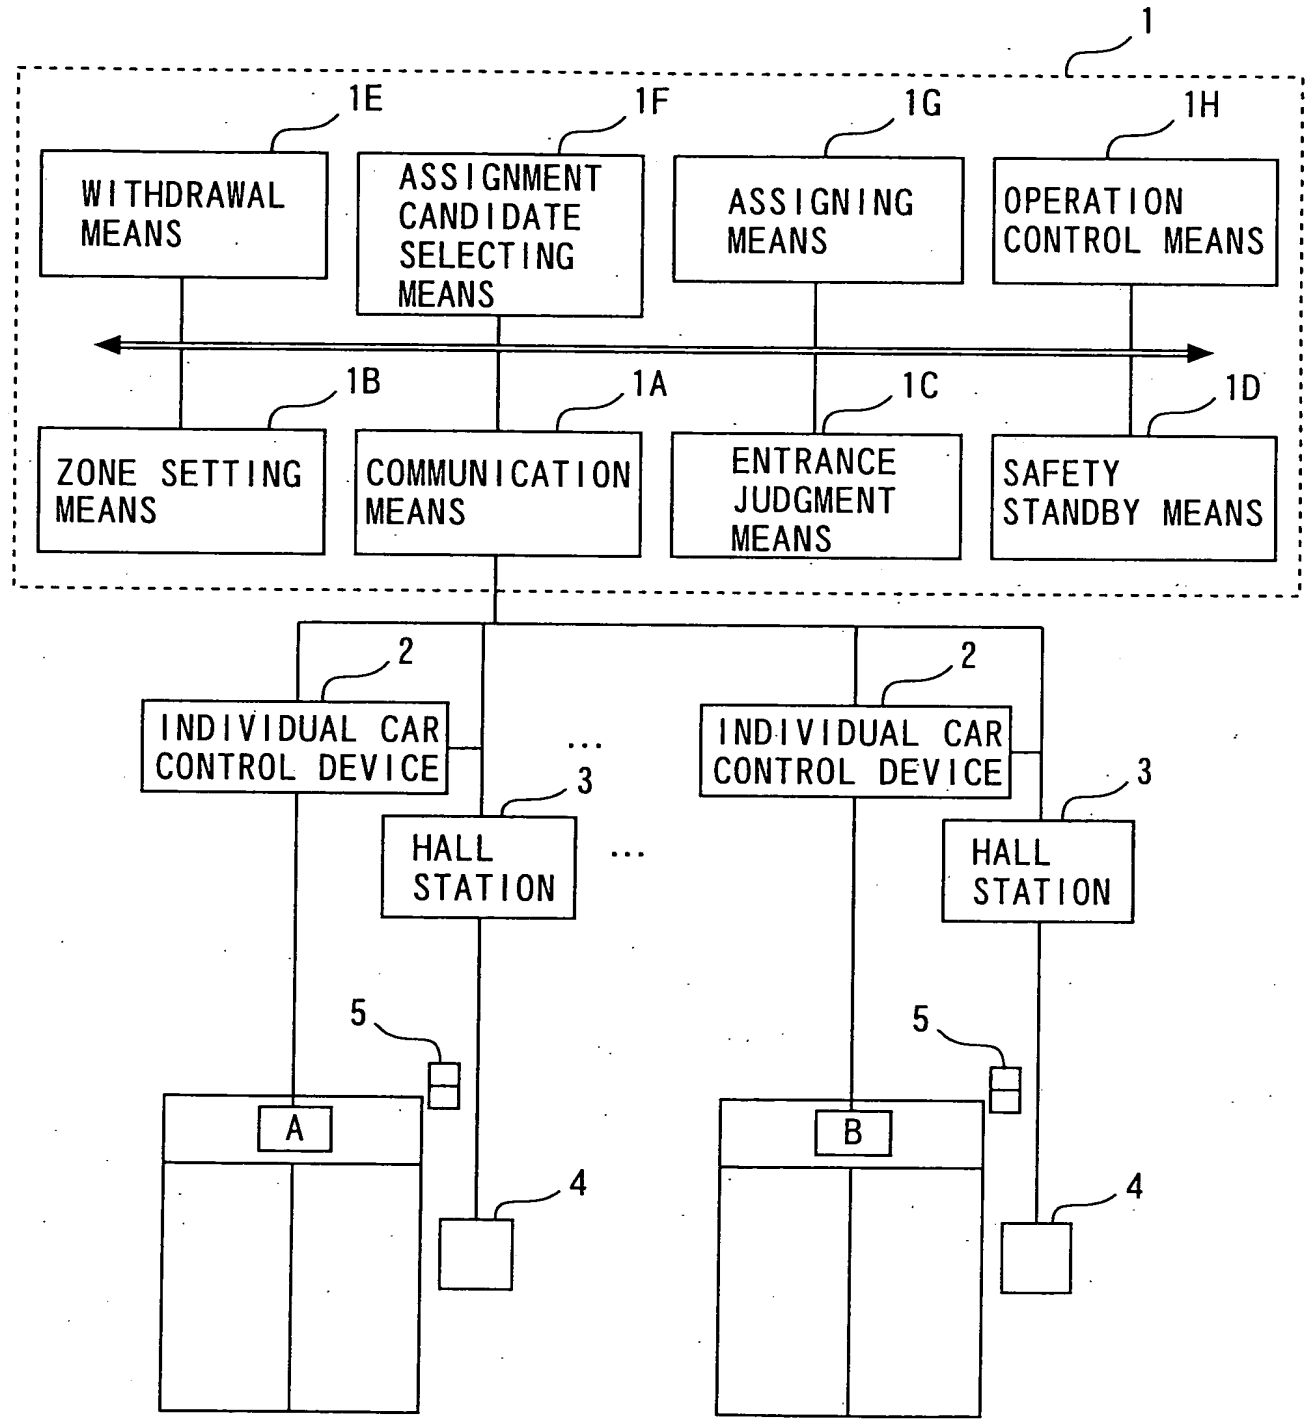 1
1E
1F
1G
1H
WITHDRAWAL
MEANS
ASSIGNMENT
CANDIDATE
SELECTING
MEANS
ASSIGNING
MEANS
OPERATION
CONTROL MEANS
1B
1A
1C
1D
ZONE SETTING
MEANS
COMMUNICATION
MEANS
ENTRANCE
JUDGMENT
MEANS
SAFETY
STANDBY MEANS
2
2
INDIVIDUAL CAR
CONTROL DEVICE
...
INDIVIDUAL CAR
CONTROL DEVICE
3
3
HALL
STATION
...
HALL
STATION
5
5
A
B
4
4